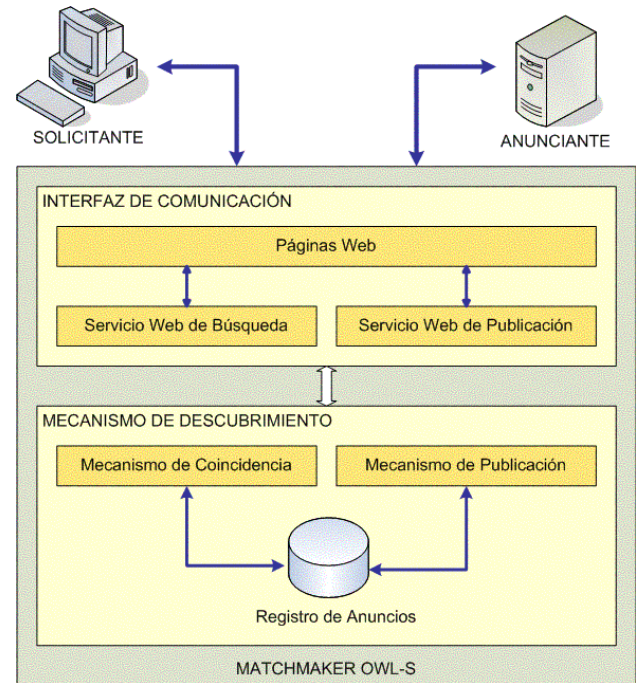 SOLICITANTE
ANUNCIANTE
INTERFAZ DE COMUNICACIÓN
Páginas Web
Servicio Web de Búsqueda
Servicio Web de Publicación
MECANISMO DE DESCUBRIMIENTO
Mecanismo de Coincidencia
Mecanismo de Publicación
Registro de Anuncios
MATCHMAKER OWL-S